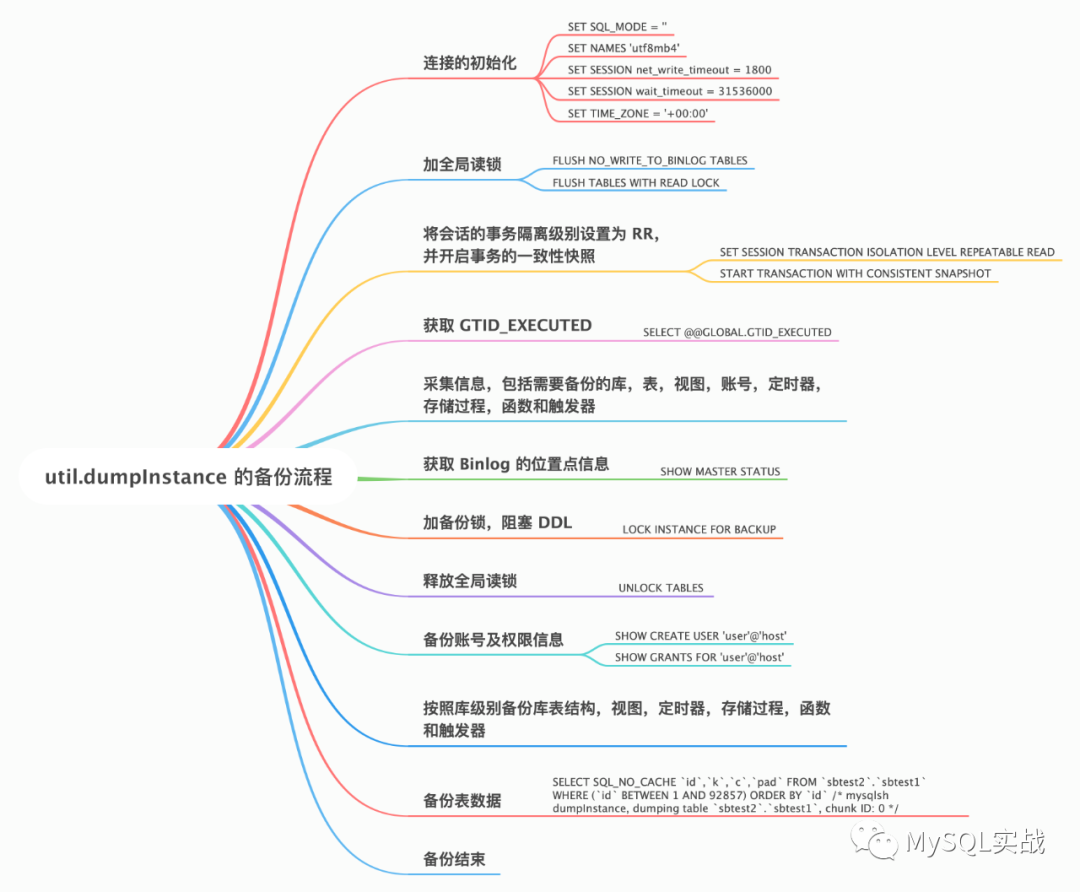 util.dumpInstance 的备份流程
连接的初始化
SET SQL_MODE = ''
SET NAMES 'utf8mb4'
SET SESSION net_write_timeout = 1800
SET SESSION wait_timeout = 31536000
SET TIME_ZONE = '+00:00'
加全局读锁
FLUSH NO_WRITE_TO_BINLOG TABLES
FLUSH TABLES WITH READ LOCK
将会话的事务隔离级别设置为 RR，
并开启事务的一致性快照
SET SESSION TRANSACTION ISOLATION LEVEL REPEATABLE READ
START TRANSACTION WITH CONSISTENT SNAPSHOT
获取 GTID_EXECUTED
SELECT @@GLOBAL.GTID_EXECUTED
采集信息，包括需要备份的库，表，视图，账号，定时器，
存储过程，函数和触发器
获取 Binlog 的位置点信息
SHOW MASTER STATUS
加备份锁，阻塞 DDL
LOCK INSTANCE FOR BACKUP
释放全局读锁
UNLOCK TABLES
备份账号及权限信息
SHOW CREATE USER 'user'@'host'
SHOW GRANTS FOR 'user'@'host'
按照库级别备份库表结构，视图，定时器，存储过程，函数
和触发器
备份表数据
SELECT SQL_NO_CACHE `id`,`k`,`c`,`pad` FROM `sbtest2`.`sbtest1`
WHERE (`id` BETWEEN 1 AND 92857) ORDER BY `id` /* mysqlsh
dumpInstance, dumping table `sbtest2`.`sbtest1`, chunk ID: 0 */
备份结束
MySQL实战